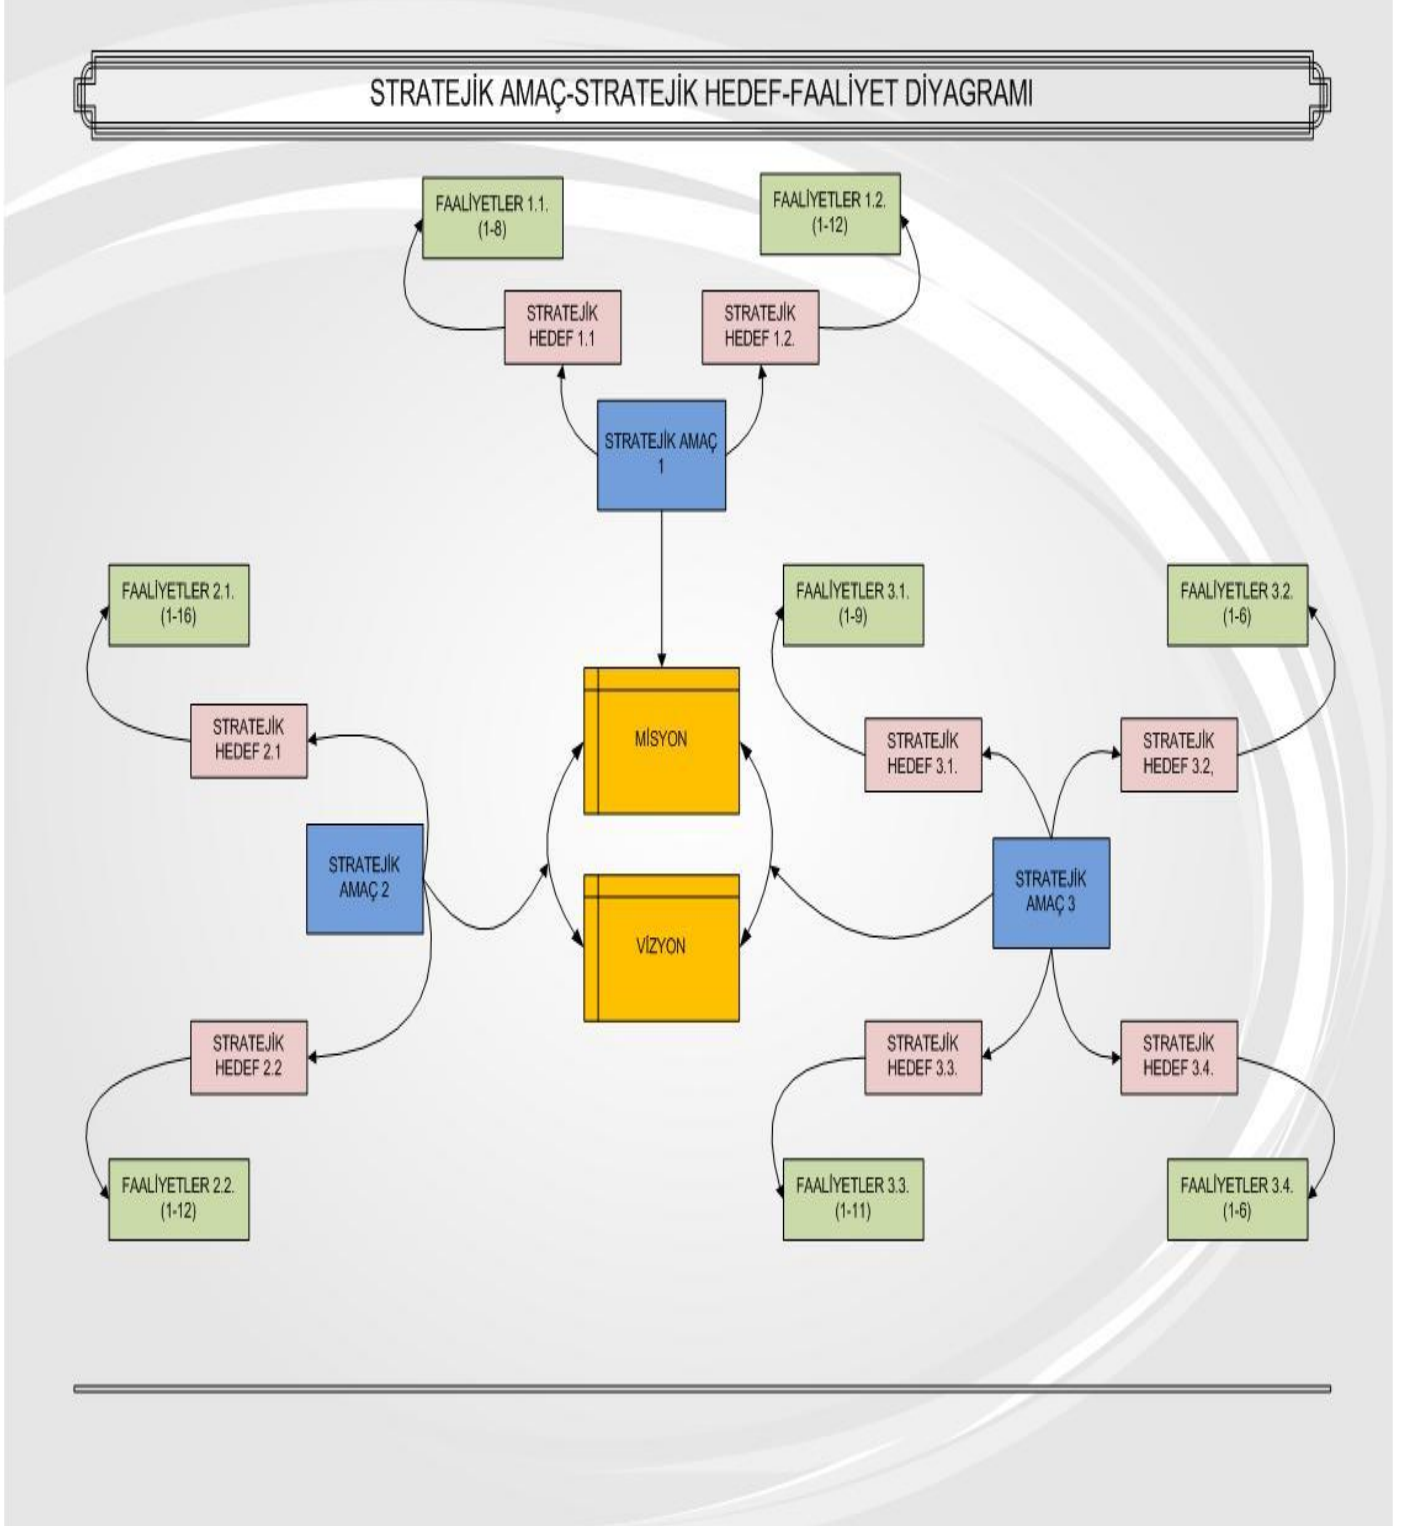 STRATEJİK AMAÇ-STRATEJİK HEDEF-FAALİYET DİYAGRAMI
FAALİYETLER 1.1.
(1-8)
FAALİYETLER 1.2.
(1-12)
STRATEJİK
HEDEF 1.1
STRATEJİK
HEDEF 1.2.
STRATEJİK AMAÇ
1
FAALİYETLER 2.1.
(1-16)
FAALİYETLER 3.1.
(1-9)
FAALİYETLER 3.2.
(1-6)
STRATEJİK
HEDEF 2.1
MİSYON
STRATEJİK
HEDEF 3.1.
STRATEJİK
HEDEF 3.2,
STRATEJİK
AMAÇ 2
STRATEJİK
AMAÇ 3
VİZYON
STRATEJİK
HEDEF 2.2
STRATEJİK
HEDEF 3.3.
STRATEJİK
HEDEF 3.4.
FAALİYETLER 2.2.
(1-12)
FAALİYETLER 3.3.
(1-11)
FAALİYETLER 3.4.
(1-6)